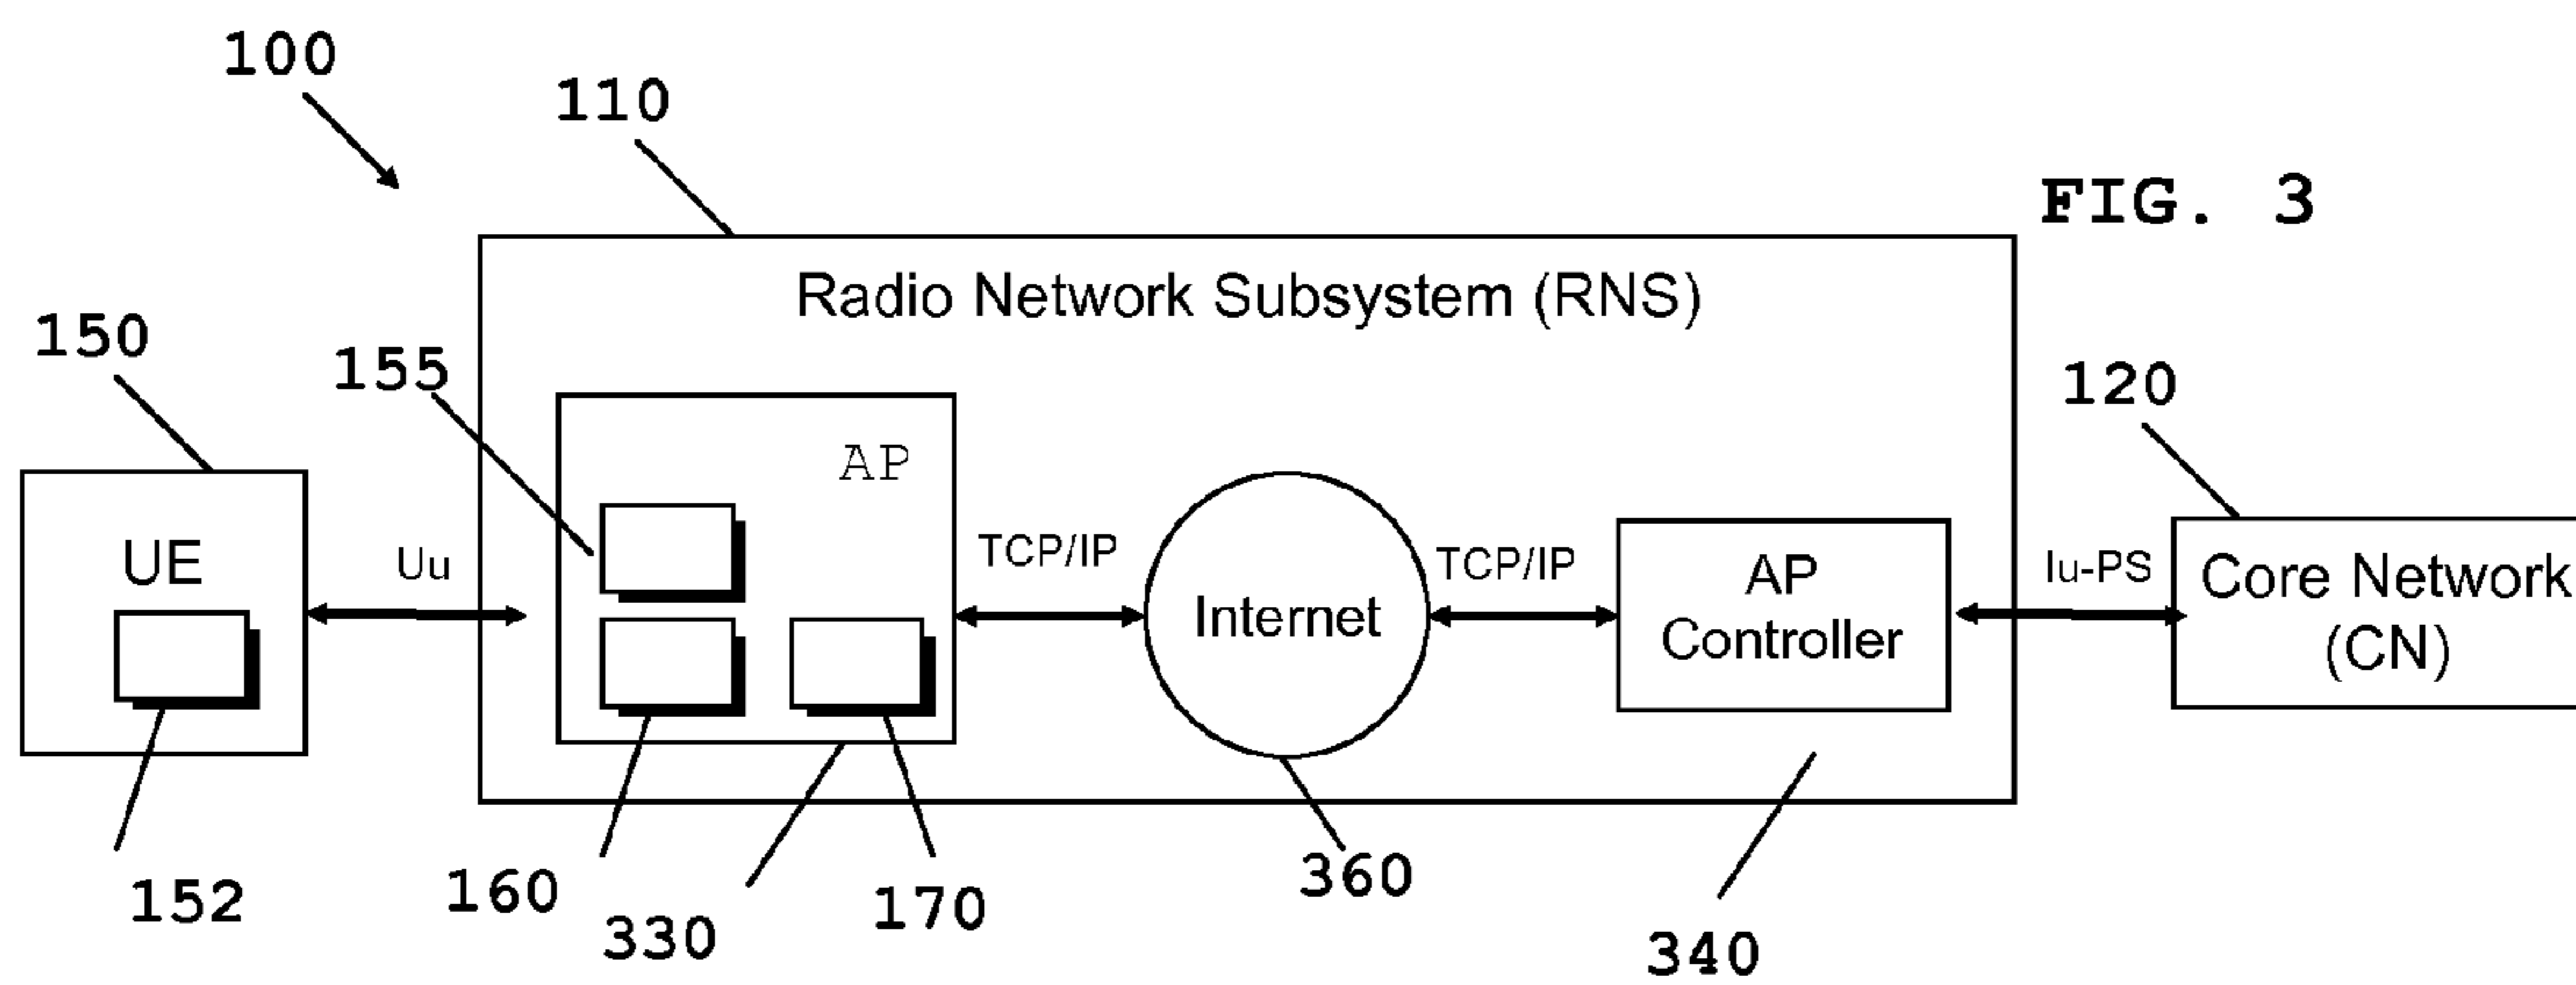 100
110
FIG. 3
Radio Network Subsystem (RNS)
150
155
120
AP
UE
Uu
TCP/IP
Internet
TCP/IP
AP
Controller
Iu-PS
Core Network
(CN)
152
160
330
170
360
340